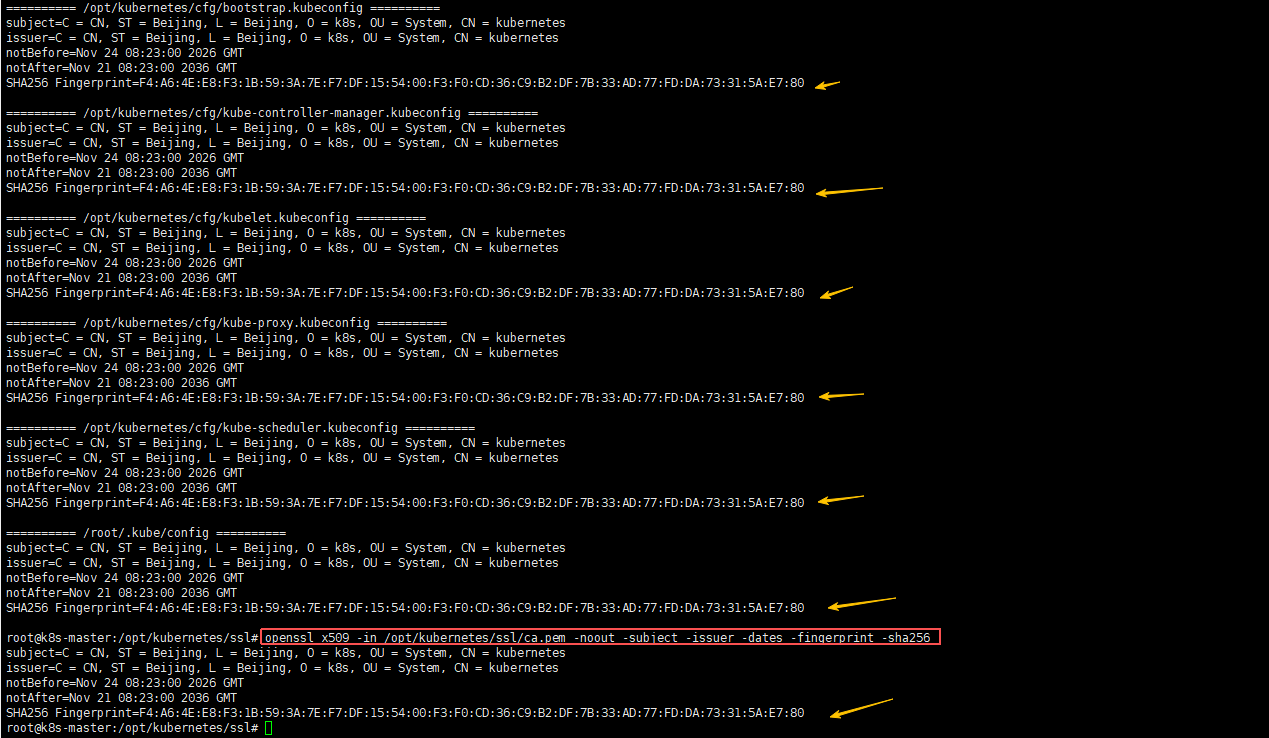 ========== /opt/kubernetes/cfg/bootstrap.kubeconfig ==========
subject=C = CN, ST = Beijing, L = Beijing, O = k8s, OU = System, CN = kubernetes
issuer=C = CN, ST = Beijing, L = Beijing, O = k8s, OU = System, CN = kubernetes
notBefore=Nov 24 08:23:00 2026 GMT
notAfter=Nov 21 08:23:00 2036 GMT
SHA256 Fingerprint=F4:A6:4E:E8:F3:1B:59:3A:7E:F7:DF:15:54:00:F3:F0:CD:36:C9:B2:DF:7B:33:AD:77:FD:DA:73:31:5A:E7:80
========== /opt/kubernetes/cfg/kube-controller-manager.kubeconfig ==========
subject=C = CN, ST = Beijing, L = Beijing, O = k8s, OU = System, CN = kubernetes
issuer=C = CN, ST = Beijing, L = Beijing, O = k8s, OU = System, CN = kubernetes
notBefore=Nov 24 08:23:00 2026 GMT
notAfter=Nov 21 08:23:00 2036 GMT
SHA256 Fingerprint=F4:A6:4E:E8:F3:1B:59:3A:7E:F7:DF:15:54:00:F3:F0:CD:36:C9:B2:DF:7B:33:AD:77:FD:DA:73:31:5A:E7:80
========== /opt/kubernetes/cfg/kubelet.kubeconfig ==========
subject=C = CN, ST = Beijing, L = Beijing, O = k8s, OU = System, CN = kubernetes
issuer=C = CN, ST = Beijing, L = Beijing, O = k8s, OU = System, CN = kubernetes
notBefore=Nov 24 08:23:00 2026 GMT
notAfter=Nov 21 08:23:00 2036 GMT
SHA256 Fingerprint=F4:A6:4E:E8:F3:1B:59:3A:7E:F7:DF:15:54:00:F3:F0:CD:36:C9:B2:DF:7B:33:AD:77:FD:DA:73:31:5A:E7:80
========== /opt/kubernetes/cfg/kube-proxy.kubeconfig ==========
subject=C = CN, ST = Beijing, L = Beijing, O = k8s, OU = System, CN = kubernetes
issuer=C = CN, ST = Beijing, L = Beijing, O = k8s, OU = System, CN = kubernetes
notBefore=Nov 24 08:23:00 2026 GMT
notAfter=Nov 21 08:23:00 2036 GMT
SHA256 Fingerprint=F4:A6:4E:E8:F3:1B:59:3A:7E:F7:DF:15:54:00:F3:F0:CD:36:C9:B2:DF:7B:33:AD:77:FD:DA:73:31:5A:E7:80
========== /opt/kubernetes/cfg/kube-scheduler.kubeconfig ==========
subject=C = CN, ST = Beijing, L = Beijing, O = k8s, OU = System, CN = kubernetes
issuer=C = CN, ST = Beijing, L = Beijing, O = k8s, OU = System, CN = kubernetes
notBefore=Nov 24 08:23:00 2026 GMT
notAfter=Nov 21 08:23:00 2036 GMT
SHA256 Fingerprint=F4:A6:4E:E8:F3:1B:59:3A:7E:F7:DF:15:54:00:F3:F0:CD:36:C9:B2:DF:7B:33:AD:77:FD:DA:73:31:5A:E7:80
========== /root/.kube/config ==========
subject=C = CN, ST = Beijing, L = Beijing, O = k8s, OU = System, CN = kubernetes
issuer=C = CN, ST = Beijing, L = Beijing, O = k8s, OU = System, CN = kubernetes
notBefore=Nov 24 08:23:00 2026 GMT
notAfter=Nov 21 08:23:00 2036 GMT
SHA256 Fingerprint=F4:A6:4E:E8:F3:1B:59:3A:7E:F7:DF:15:54:00:F3:F0:CD:36:C9:B2:DF:7B:33:AD:77:FD:DA:73:31:5A:E7:80
root@k8s-master:/opt/kubernetes/ssl# openssl x509 -in /opt/kubernetes/ssl/ca.pem -noout -subject -issuer -dates -fingerprint -sha256
subject=C = CN, ST = Beijing, L = Beijing, O = k8s, OU = System, CN = kubernetes
issuer=C = CN, ST = Beijing, L = Beijing, O = k8s, OU = System, CN = kubernetes
notBefore=Nov 24 08:23:00 2026 GMT
notAfter=Nov 21 08:23:00 2036 GMT
SHA256 Fingerprint=F4:A6:4E:E8:F3:1B:59:3A:7E:F7:DF:15:54:00:F3:F0:CD:36:C9:B2:DF:7B:33:AD:77:FD:DA:73:31:5A:E7:80
root@k8s-master:/opt/kubernetes/ssl#